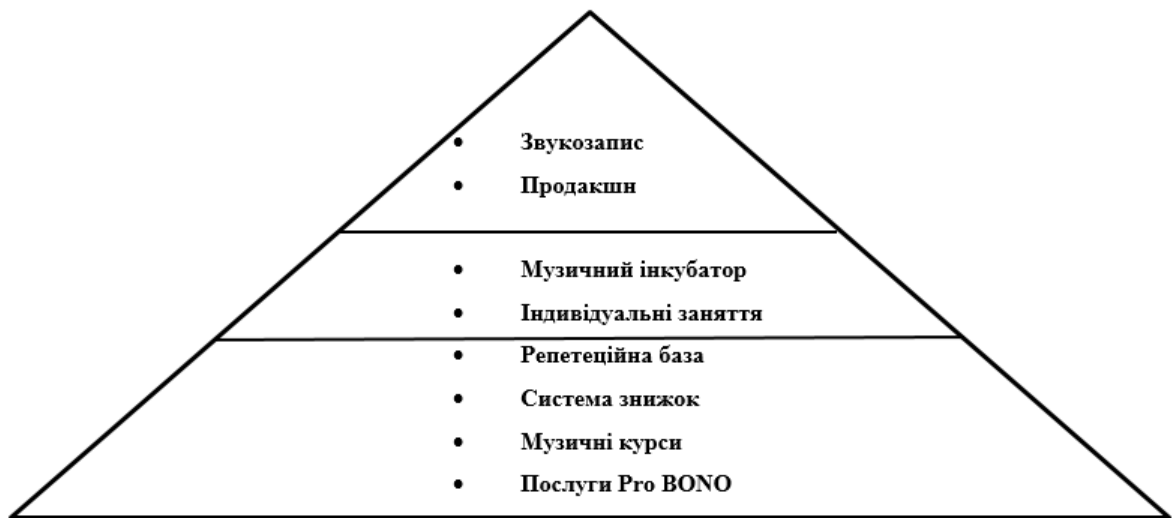 • Звукозапис
• Продакшн
• Музичний інкубатор
• Індивідуальні заняття
• Репетеційна база
• Система знижок
• Музичні курси
• Послуги Pro BONO